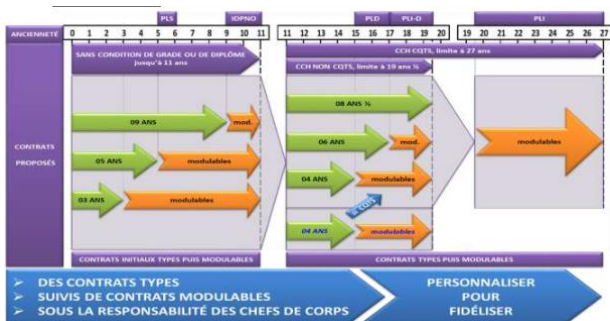 PLS IDPNO PLD PLI-D PLI
ANCIENNETÉ
0 1 2 3 4 5 6 7 8 9 10 11
11 12 13 14 15 16 17 18 19 20
19 20 21 22 23 24 25 26 27
SANS CONDITION DE GRADE OU DE DIPLÔME
jusqu'à 11 ans
CCH CQTS, limite à 27 ans
CCH NON CQTS, limite à 19 ans ½
CONTRATS
PROPOSÉS
09 ANS mod.
05 ANS modulables
03 ANS modulables
08 ANS ½
06 ANS mod.
04 ANS modulables
04 ANS modulables
modulables
CONTRATS INITIAUX TYPES PUIS MODULABLES
CONTRATS TYPES PUIS MODULABLES
➢ DES CONTRATS TYPES
➢ SUIVIS DE CONTRATS MODULABLES
➢ SOUS LA RESPONSABILITÉ DES CHEFS DE CORPS
PERSONNALISER
POUR
FIDÉLISER